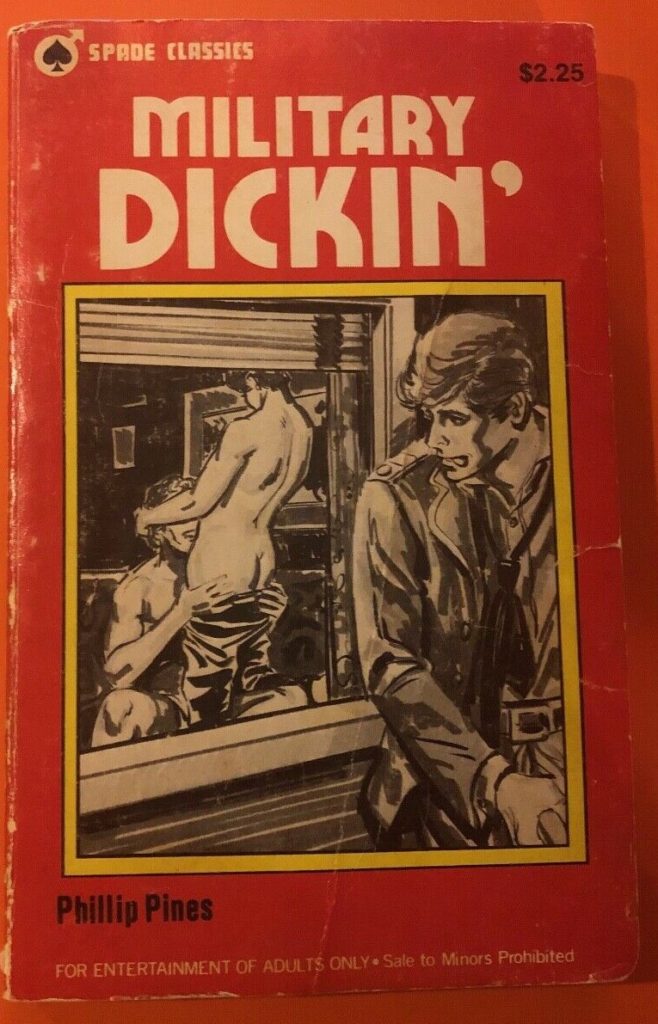 SPADE CLASSICS
$2.25
MILITARY
DICKIN'
Phillip Pines
FOR ENTERTAINMENT OF ADULTS ONLY • Sale to Minors Prohibited